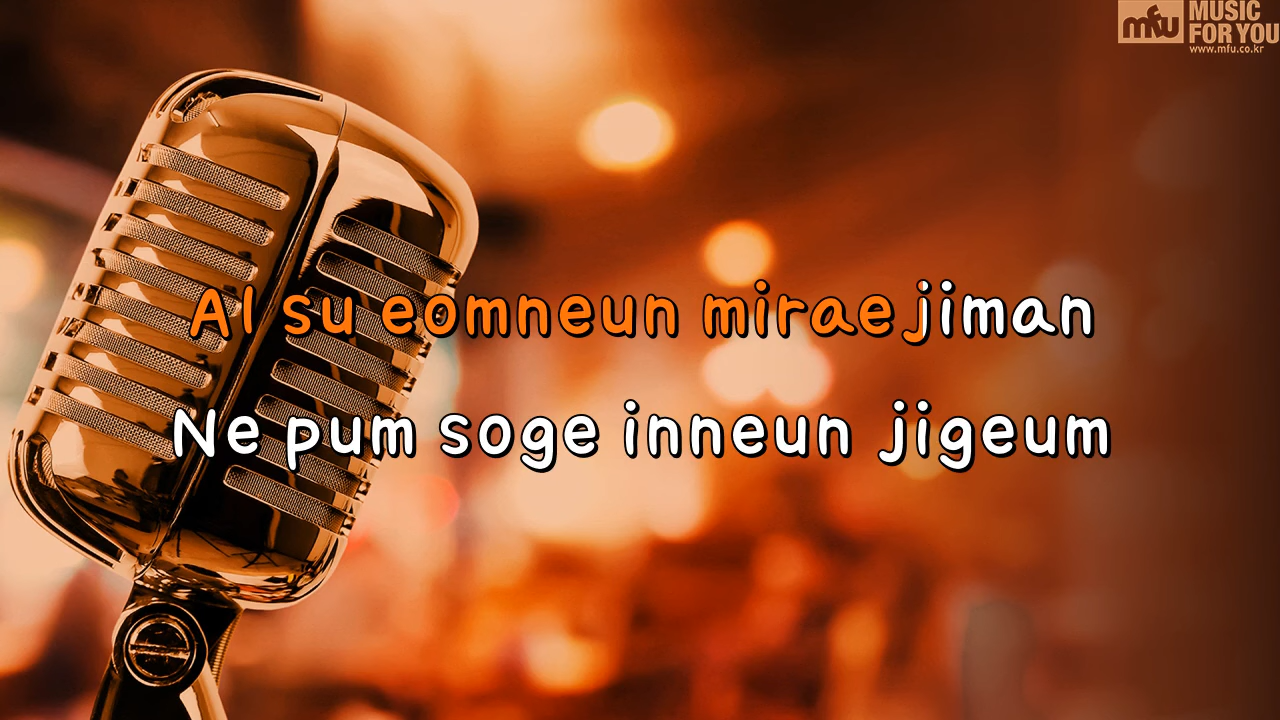 mfu MUSIC
FOR YOU
www.mfu.co.kr
Al su eomneun miraejiman
Ne pum soge inneun jigeum